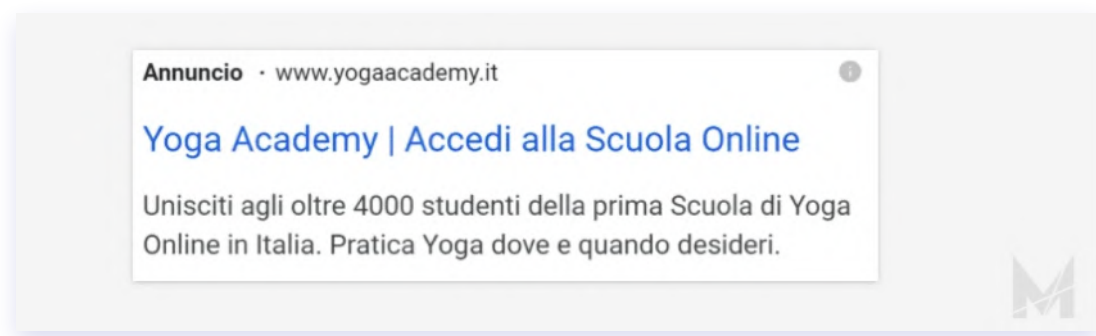 Annuncio · www.yogaacademy.it
Yoga Academy | Accedi alla Scuola Online
Unisciti agli oltre 4000 studenti della prima Scuola di Yoga
Online in Italia. Pratica Yoga dove e quando desideri.